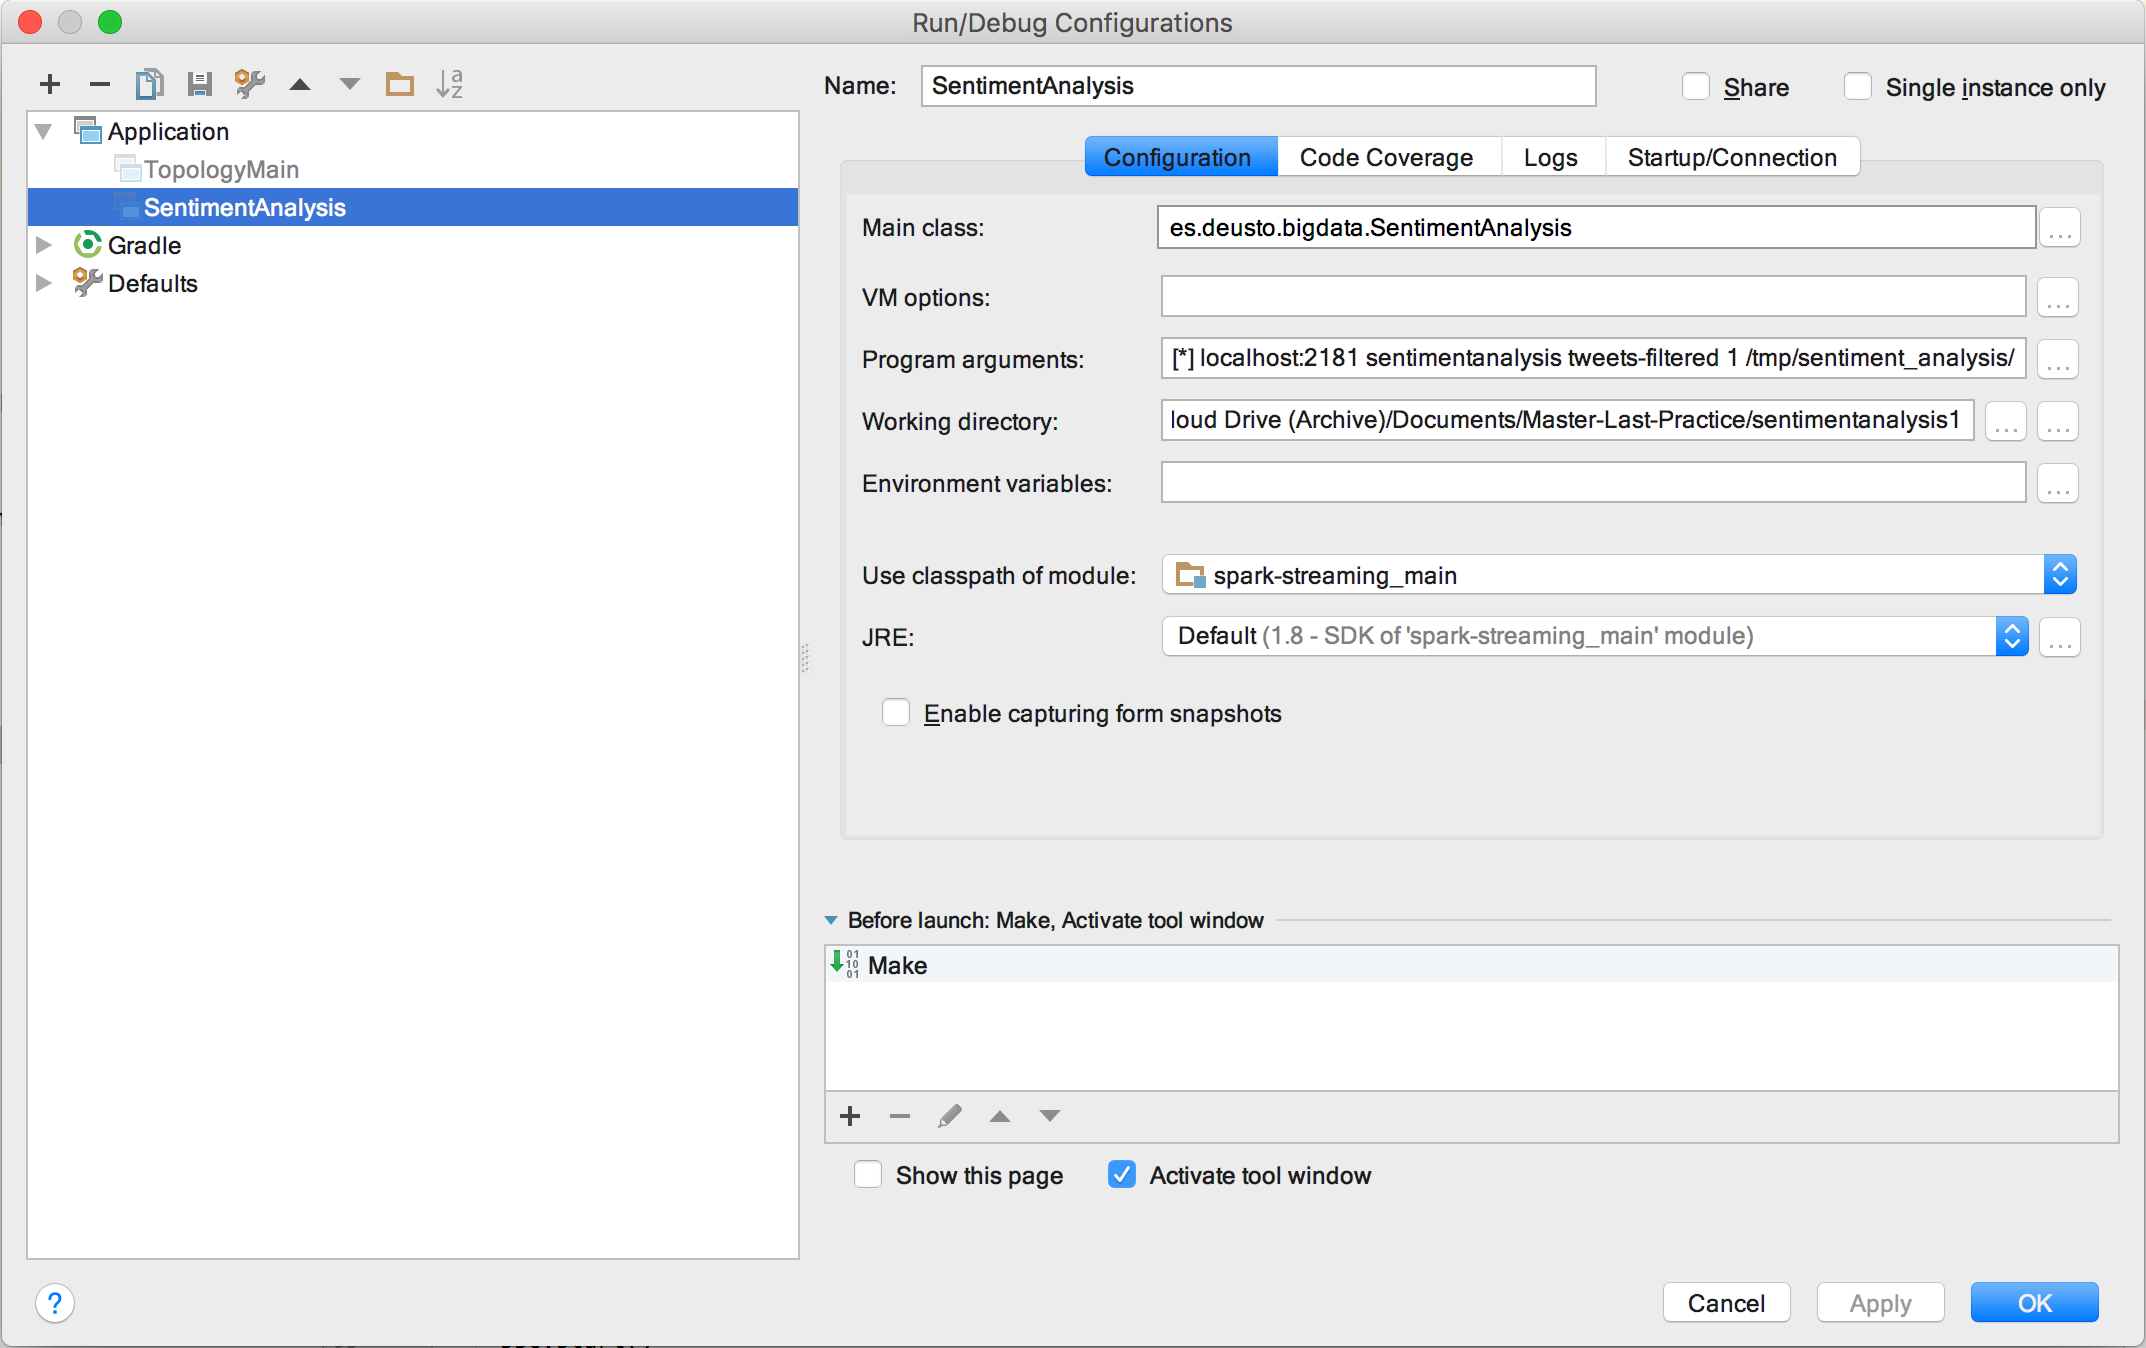 Run/Debug Configurations
Name: SentimentAnalysis Share Single instance only
Application
TopologyMain
SentimentAnalysis
Gradle
Defaults
Configuration Code Coverage Logs Startup/Connection
Main class: es.deusto.bigdata.SentimentAnalysis ...
VM options: ...
Program arguments: [*] localhost:2181 sentimentanalysis tweets-filtered 1 /tmp/sentiment_analysis/ ...
Working directory: loud Drive (Archive)/Documents/Master-Last-Practice/sentimentanalysis1 ... ...
Environment variables: ...
Use classpath of module: spark-streaming_main
JRE: Default (1.8 - SDK of 'spark-streaming_main' module) ...
Enable capturing form snapshots
Before launch: Make, Activate tool window
Make
Show this page Activate tool window
? Cancel Apply OK